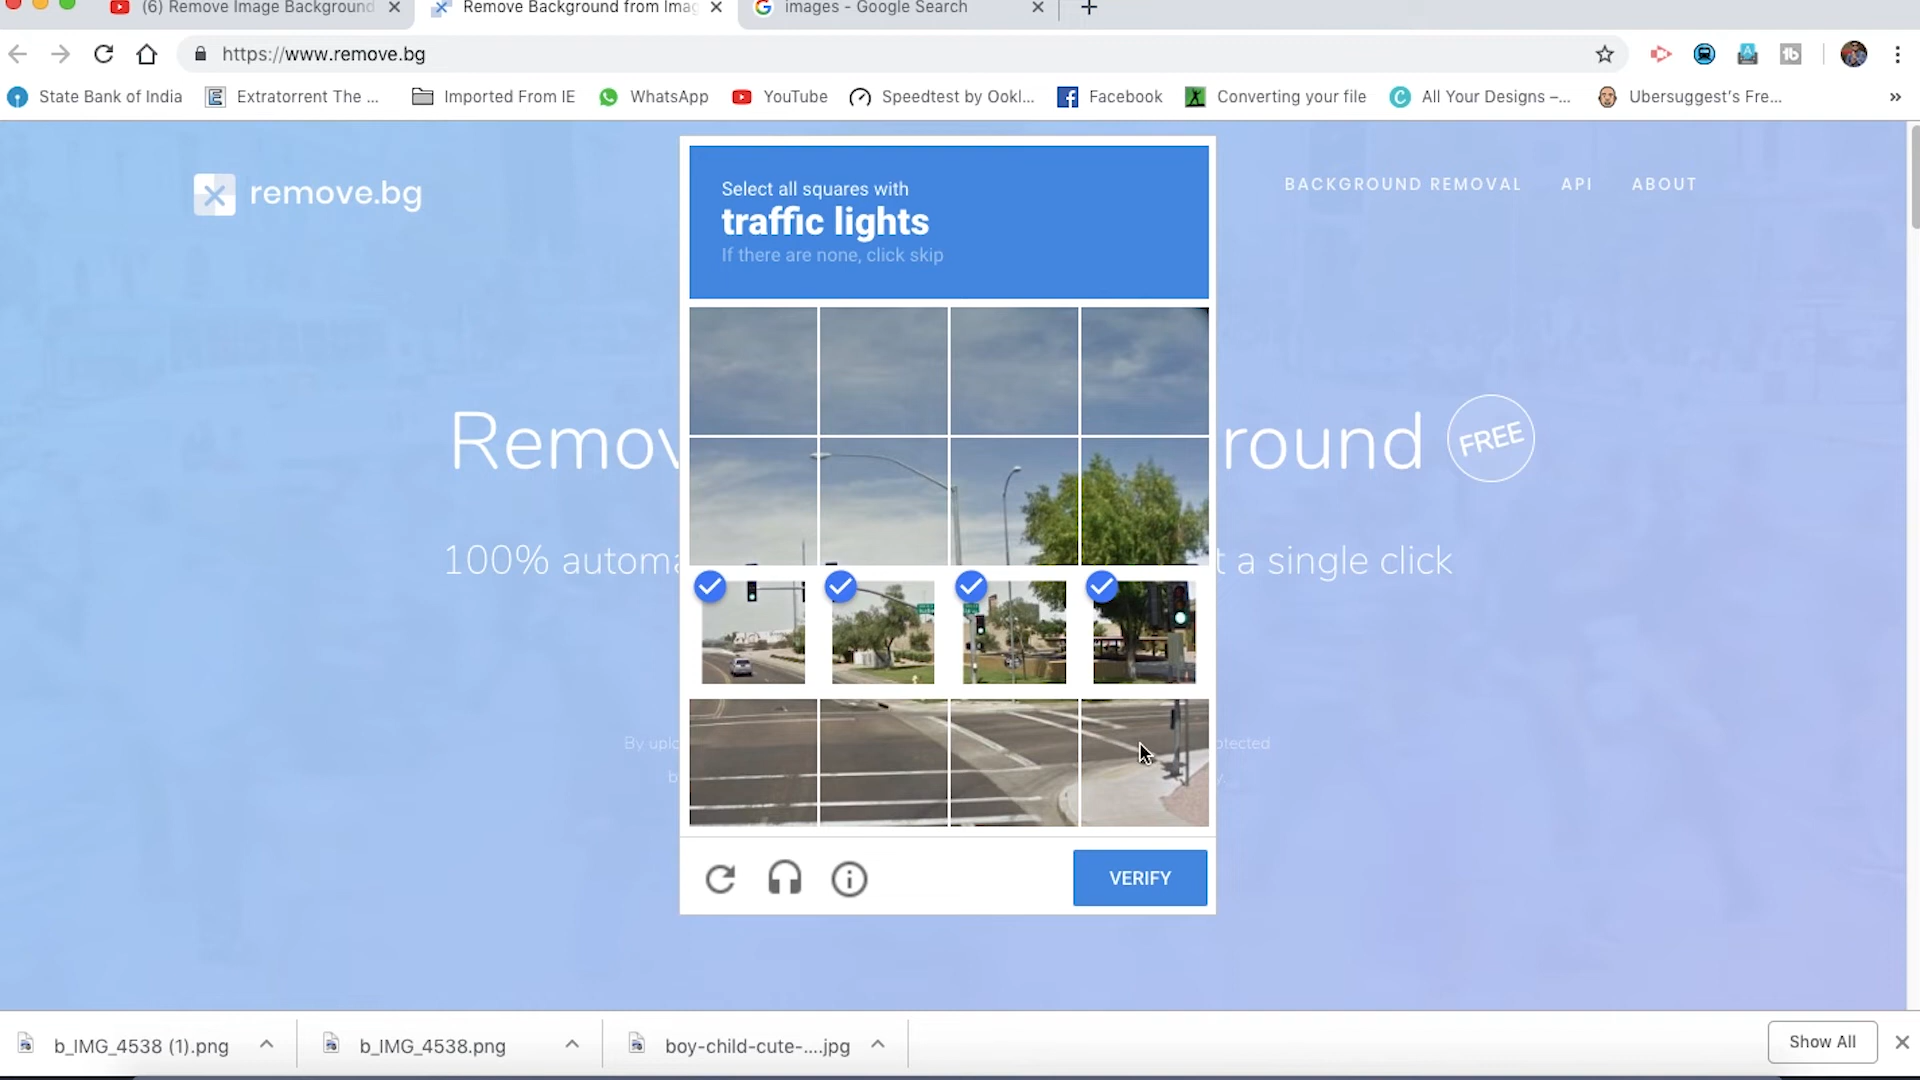 (6) Remove Image Background
Remove Background from Imag
images - Google Search
https://www.remove.bg
State Bank of India
Extratorrent The ...
Imported From IE
WhatsApp
YouTube
Speedtest by Ookl...
Facebook
Converting your file
All Your Designs –...
Ubersuggest's Fre...
remove.bg
BACKGROUND REMOVAL
API
ABOUT
Select all squares with
traffic lights
If there are none, click skip
Remov
round
FREE
100% automa
t a single click
By uplo
otected
b
y.
VERIFY
b_IMG_4538 (1).png
b_IMG_4538.png
boy-child-cute-....jpg
Show All